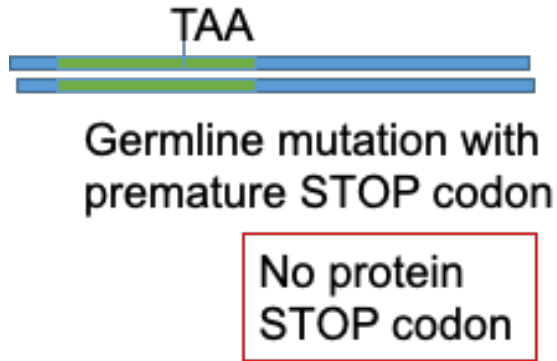 TAA
Germline mutation with
premature STOP codon
No protein
STOP codon